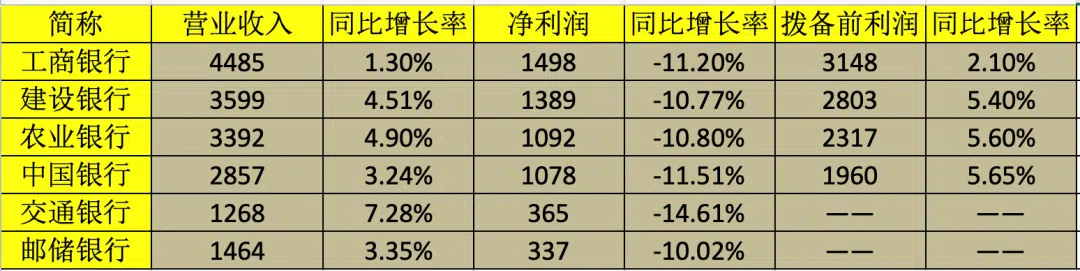 简称 营业收入 同比增长率 净利润 同比增长率 拨备前利润 同比增长率
工商银行 4485 1.30% 1498 -11.20% 3148 2.10%
建设银行 3599 4.51% 1389 -10.77% 2803 5.40%
农业银行 3392 4.90% 1092 -10.80% 2317 5.60%
中国银行 2857 3.24% 1078 -11.51% 1960 5.65%
交通银行 1268 7.28% 365 -14.61% —— ——
邮储银行 1464 3.35% 337 -10.02% —— ——